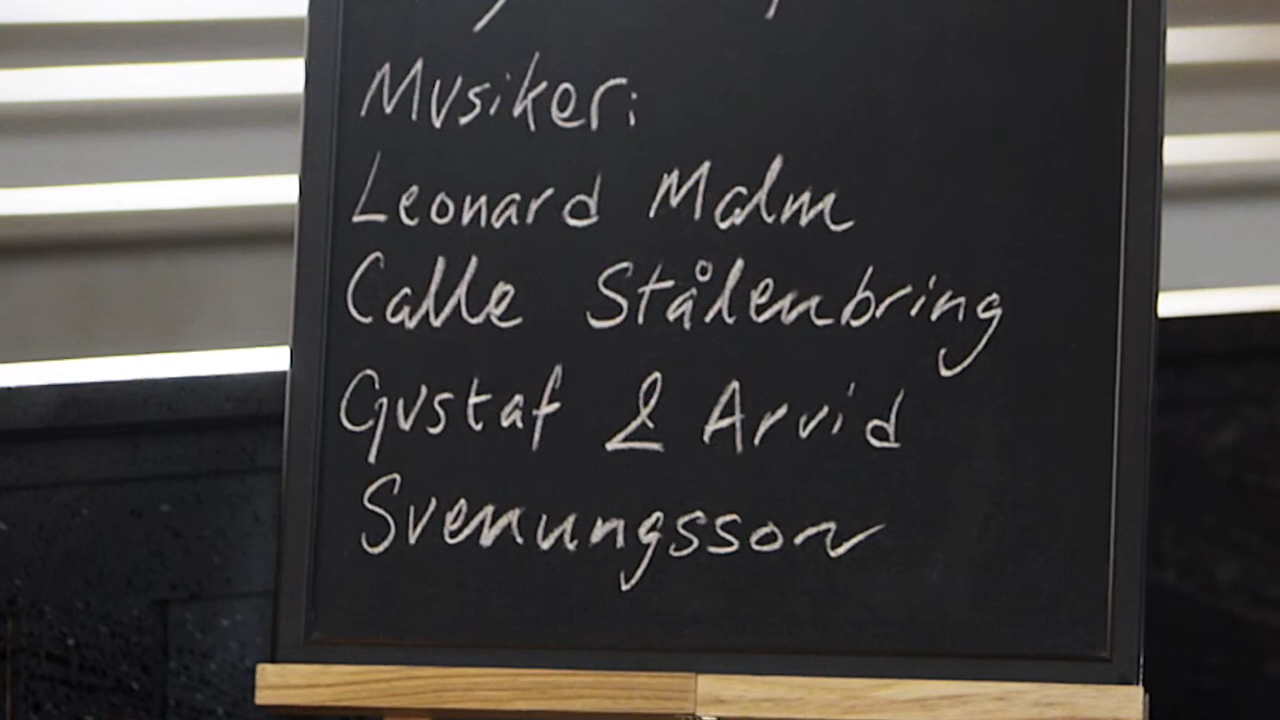 Musiker:
Leonard Malm
Calle Stålenbring
Gustaf & Arvid
Svenungsson